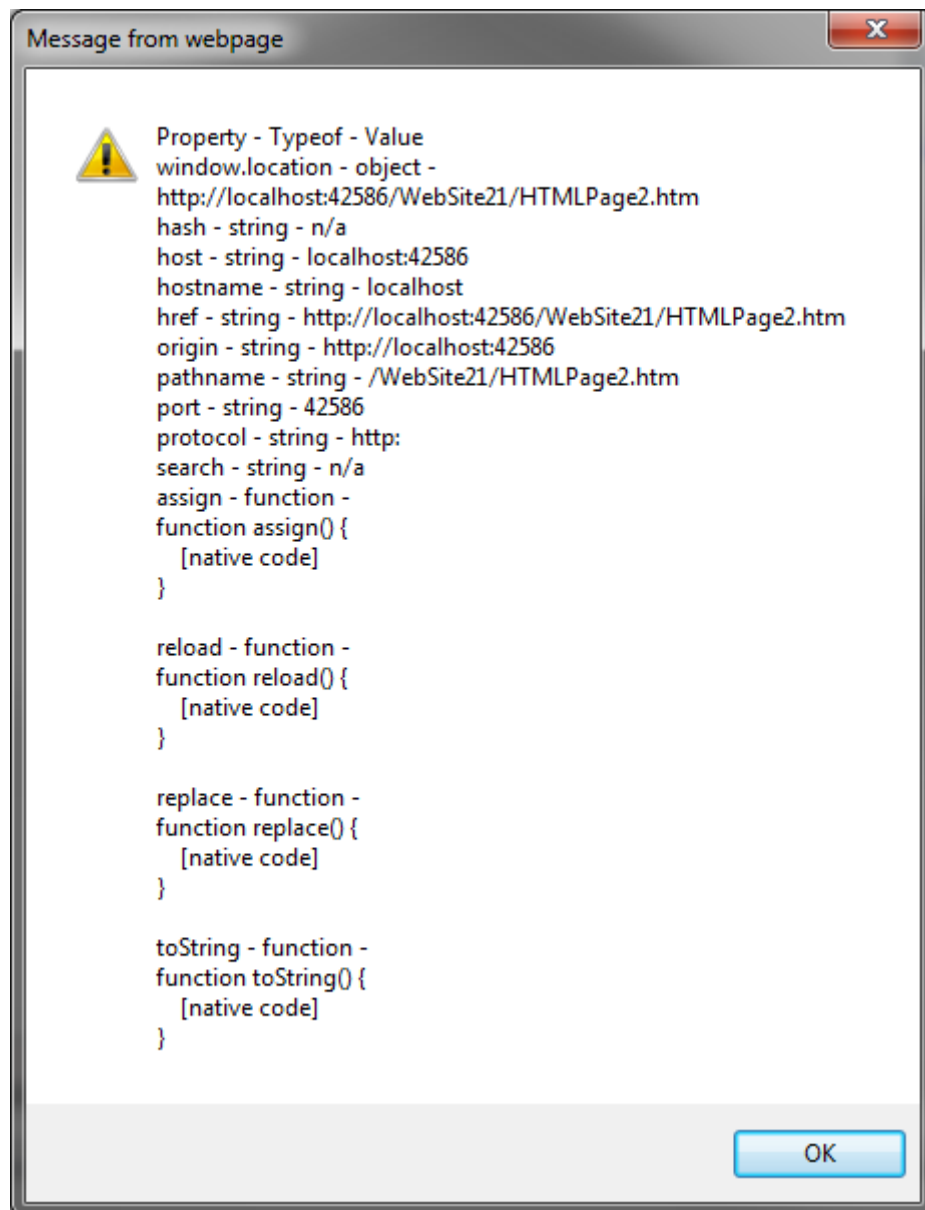 Message from webpage
Property - Typeof - Value
window.location - object -
http://localhost:42586/WebSite21/HTMLPage2.htm
hash - string - n/a
host - string - localhost:42586
hostname - string - localhost
href - string - http://localhost:42586/WebSite21/HTMLPage2.htm
origin - string - http://localhost:42586
pathname - string - /WebSite21/HTMLPage2.htm
port - string - 42586
protocol - string - http:
search - string - n/a
assign - function -
function assign() {
    [native code]
}

reload - function -
function reload() {
    [native code]
}

replace - function -
function replace() {
    [native code]
}

toString - function -
function toString() {
    [native code]
}
OK